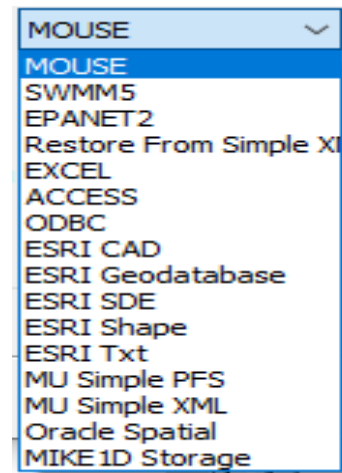 MOUSE
MOUSE
SWMM5
EPANET2
Restore From Simple XI
EXCEL
ACCESS
ODBC
ESRI CAD
ESRI Geodatabase
ESRI SDE
ESRI Shape
ESRI Txt
MU Simple PFS
MU Simple XML
Oracle Spatial
MIKE1D Storage